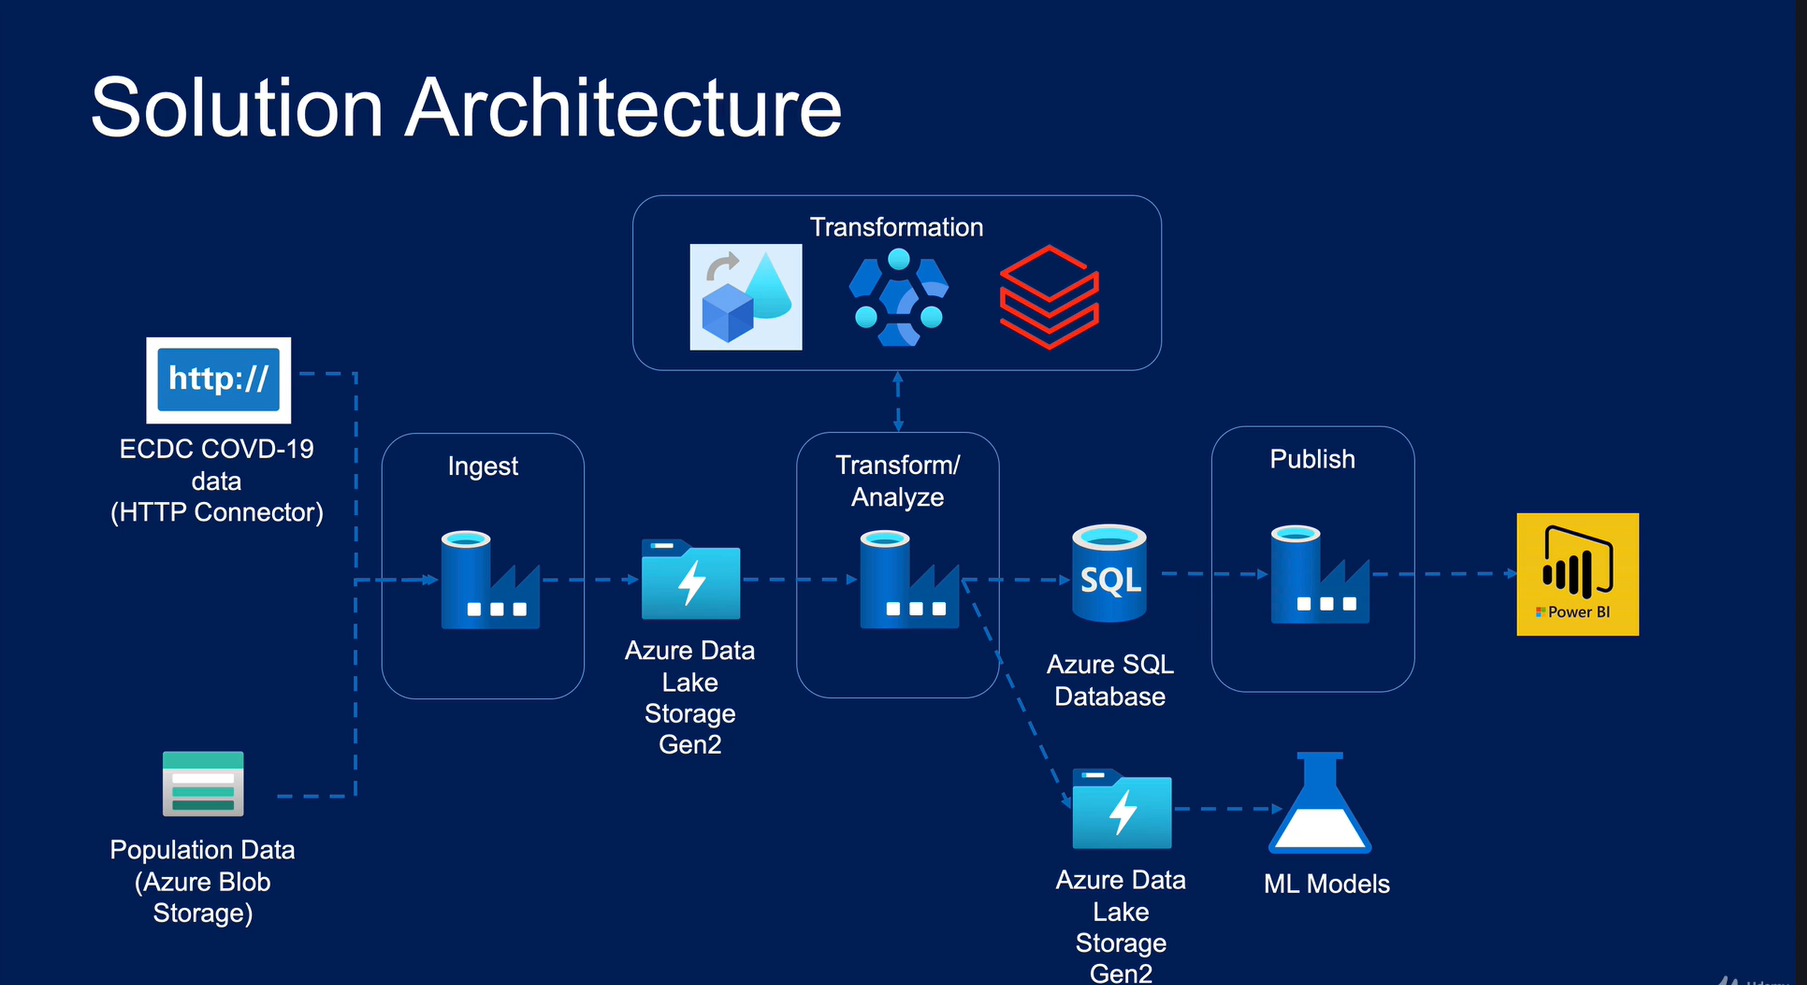 Solution Architecture
Transformation
http://
ECDC COVD-19
data
(HTTP Connector)
Ingest
Transform/
Analyze
Publish
SQL
Power BI
Azure Data
Lake
Storage
Gen2
Azure SQL
Database
Population Data
(Azure Blob
Storage)
Azure Data
Lake
Storage
Gen2
ML Models